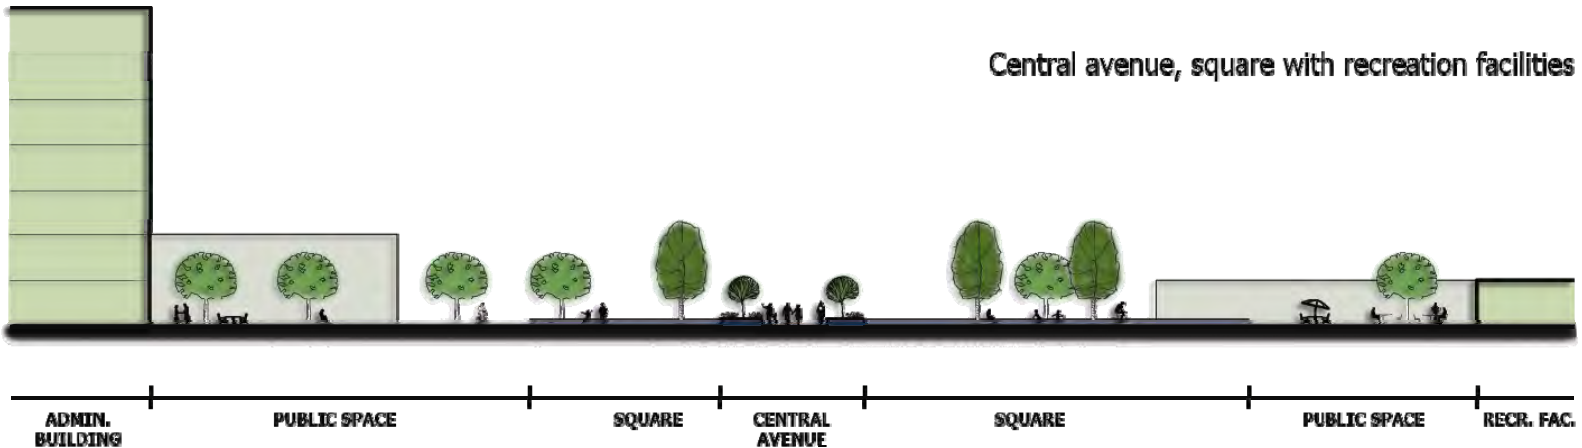 Central avenue, square with recreation facilities
ADMIN.
BUILDING
PUBLIC SPACE
SQUARE
CENTRAL
AVENUE
SQUARE
PUBLIC SPACE
RECR. FAC.